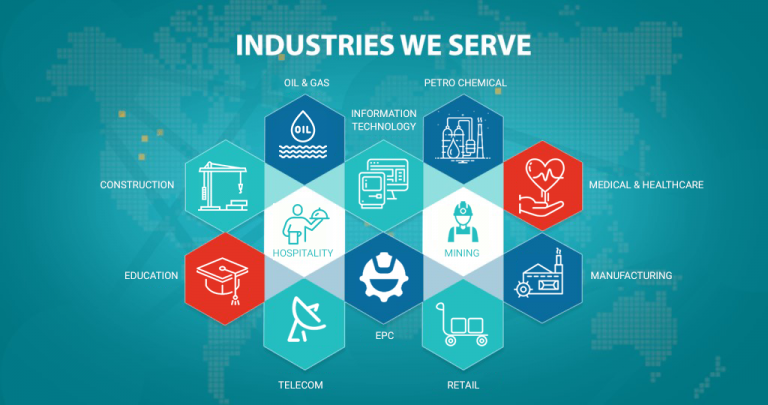 INDUSTRIES WE SERVE
OIL & GAS
PETRO CHEMICAL
INFORMATION
TECHNOLOGY
OIL
CONSTRUCTION
MEDICAL & HEALTHCARE
HOSPITALITY
MINING
EDUCATION
MANUFACTURING
EPC
TELECOM
RETAIL